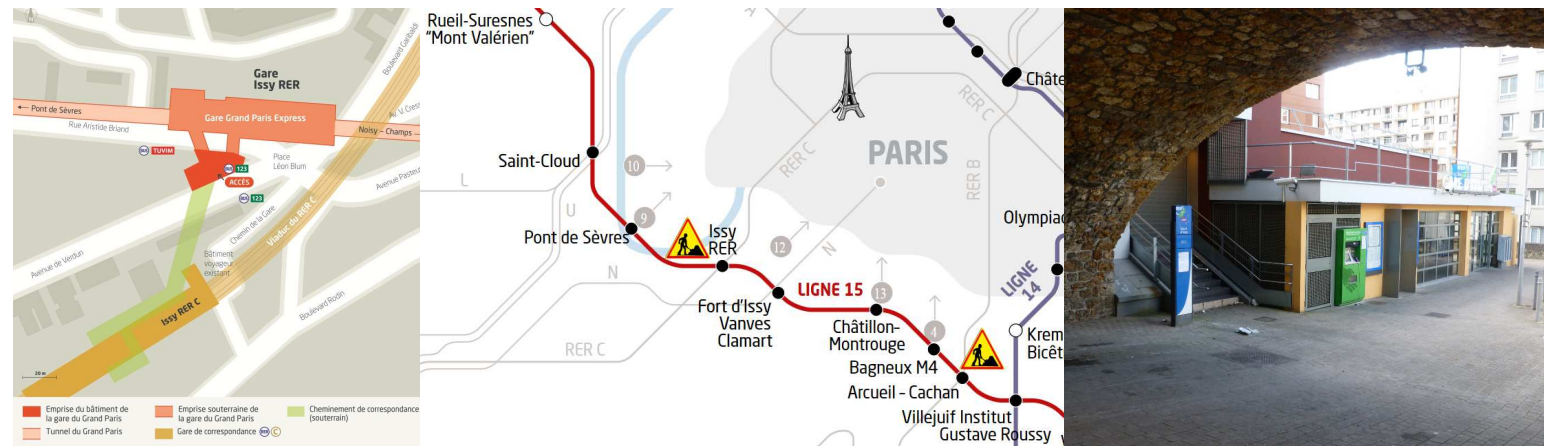 Gare
Issy RER
Boulevard Garibaldi
Gare Grand Paris Express
← Pont de Sèvres
Av. V. Cres
Rue Aristide Briand
Noisy – Champs
BUS TUVIM
Place
Léon Blum
BUS 123
ACCÈS
BUS 123
Avenue Pasteur
Chemin de la Gare
Viaduc du RER C
Avenue de Verdun
Bâtiment
voyageur
existant
Issy RER C
Boulevard Rodin
20 m
Emprise du bâtiment de
la gare du Grand Paris
Emprise souterraine de
la gare du Grand Paris
Cheminement de correspondance
(souterrain)
Tunnel du Grand Paris
Gare de correspondance RER C
Rueil-Suresnes
"Mont Valérien"
Châte
RER C
Saint-Cloud
10
PARIS
RER C
RER B
L
U
9
Pont de Sèvres
Issy
RER
12
N
N
Olympiad
LIGNE 15
13
LIGNE
14
Fort d'Issy
Vanves
Clamart
Châtillon-
Montrouge
4
Krem
Bicêt
RER C
Bagneux M4
Arcueil – Cachan
Villejuif Institut
Gustave Roussy